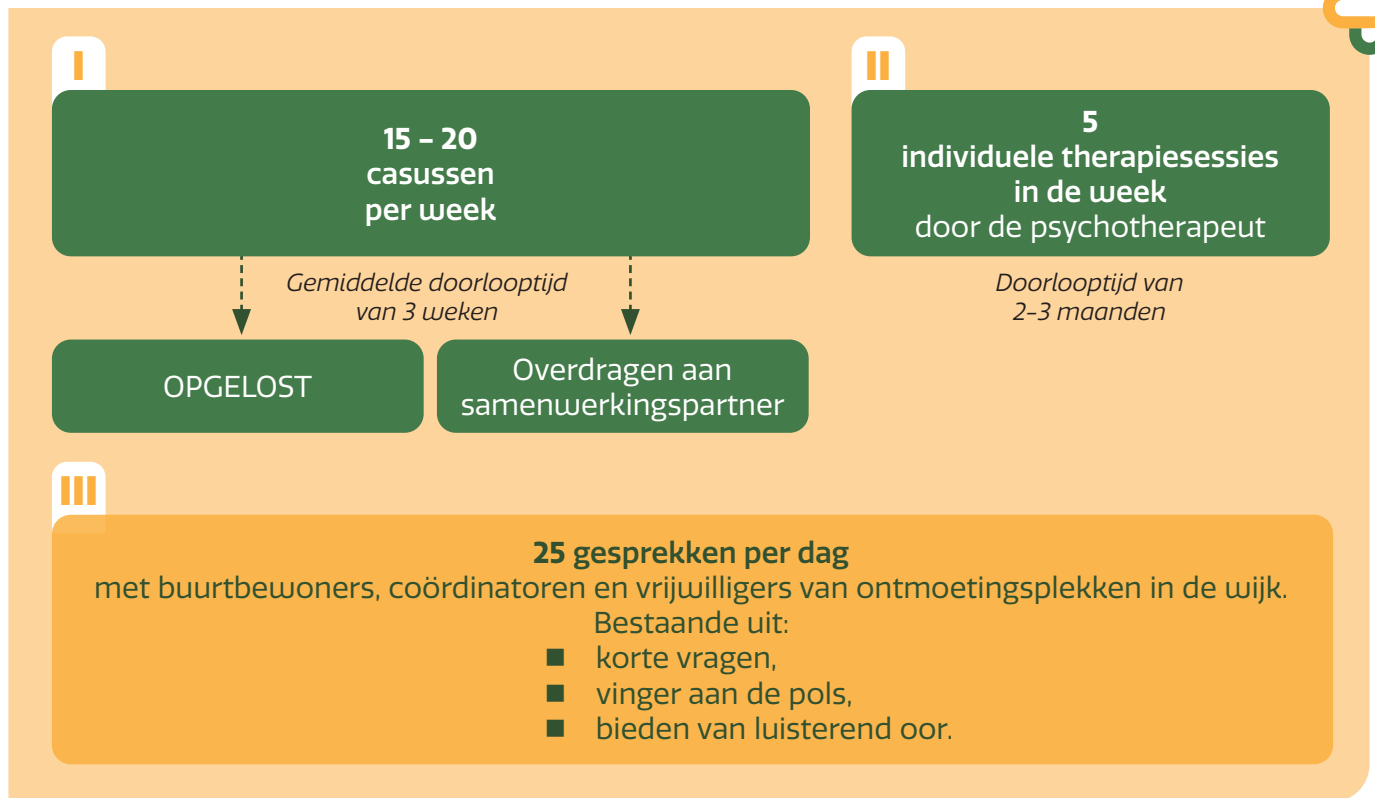 I
15 – 20
casussen
per week
Gemiddelde doorlooptijd
van 3 weken
OPGELOST
Overdragen aan
samenwerkingspartner
II
5
individuele therapiesessies
in de week
door de psychotherapeut
Doorlooptijd van
2-3 maanden
III
25 gesprekken per dag
met buurtbewoners, coördinatoren en vrijwilligers van ontmoetingsplekken in de wijk.
Bestaande uit:
■ korte vragen,
■ vinger aan de pols,
■ bieden van luisterend oor.